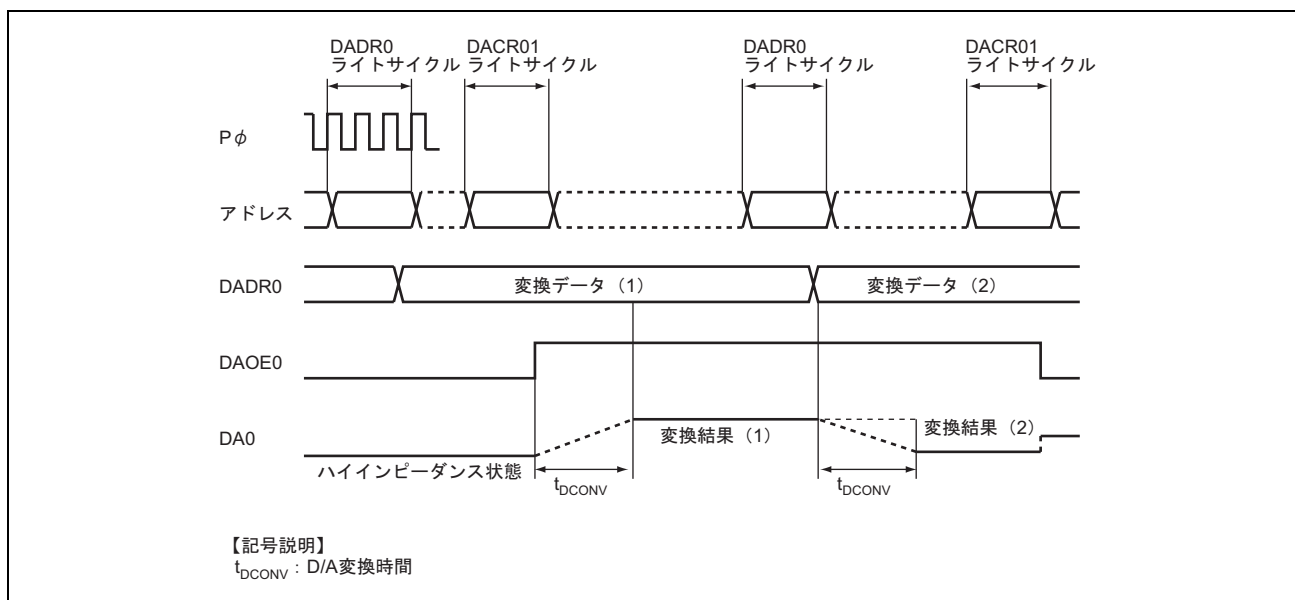 DADR0
ライトサイクル
DACR01
ライトサイクル
DADR0
ライトサイクル
DACR01
ライトサイクル
Pφ
アドレス
DADR0
変換データ（1）
変換データ（2）
DAOE0
DA0
変換結果（1）
変換結果（2）
ハイインピーダンス状態
tDCONV
tDCONV
【記号説明】
tDCONV：D/A変換時間